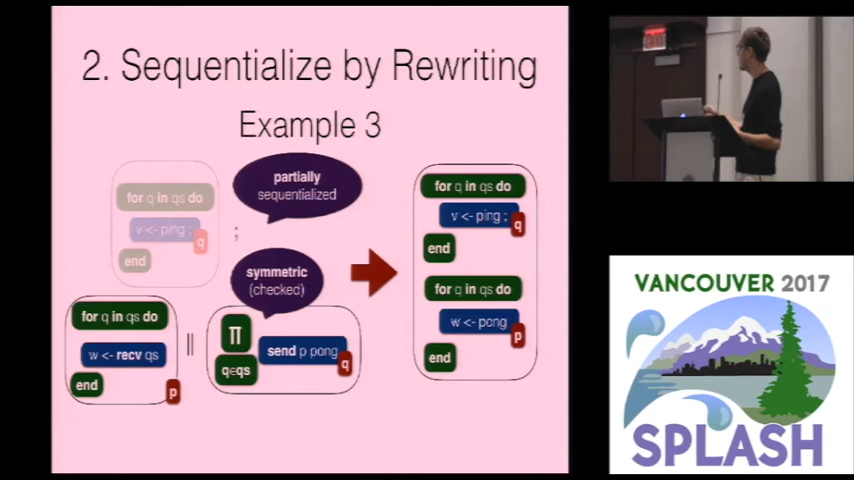 2. Sequentialize by Rewriting
Example 3
for q in qs do
v <- ping ;
q
end
;
partially
sequentialized
symmetric
(checked)
for q in qs do
w <- recv qs
end
p
||
∏
q∈qs
send p pong
q
for q in qs do
v <- ping ;
q
end
for q in qs do
w <- pong
p
end
EXIT
VANCOUVER 2017
SPLASH